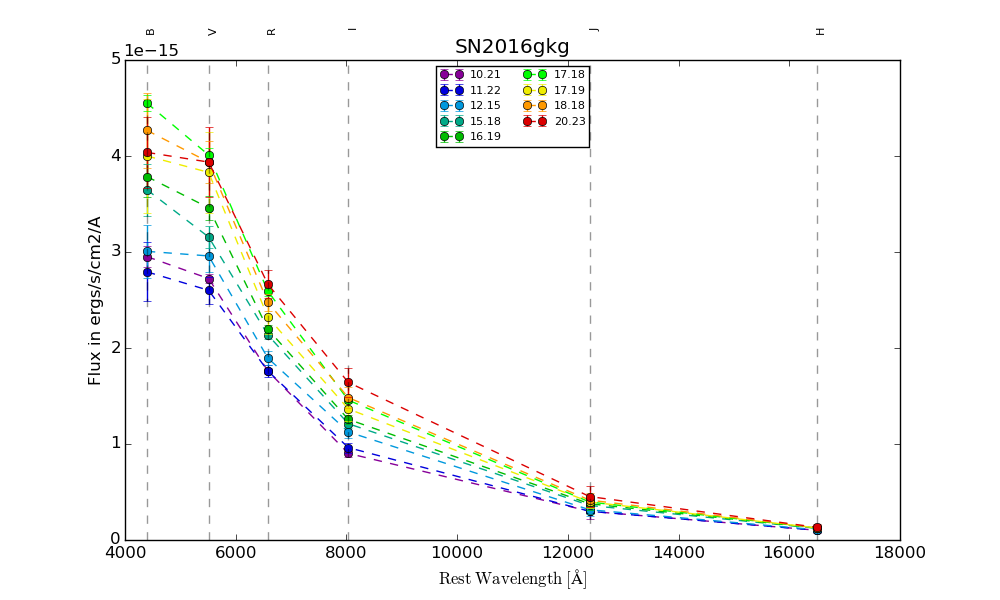 B V R I J H
SN2016gkg
1e−15
10.21 17.18
11.22 17.19
12.15 18.18
15.18 20.23
16.19
5
4
3
2
1
0
Flux in ergs/s/cm2/A
4000 6000 8000 10000 12000 14000 16000 18000
Rest Wavelength [Å]